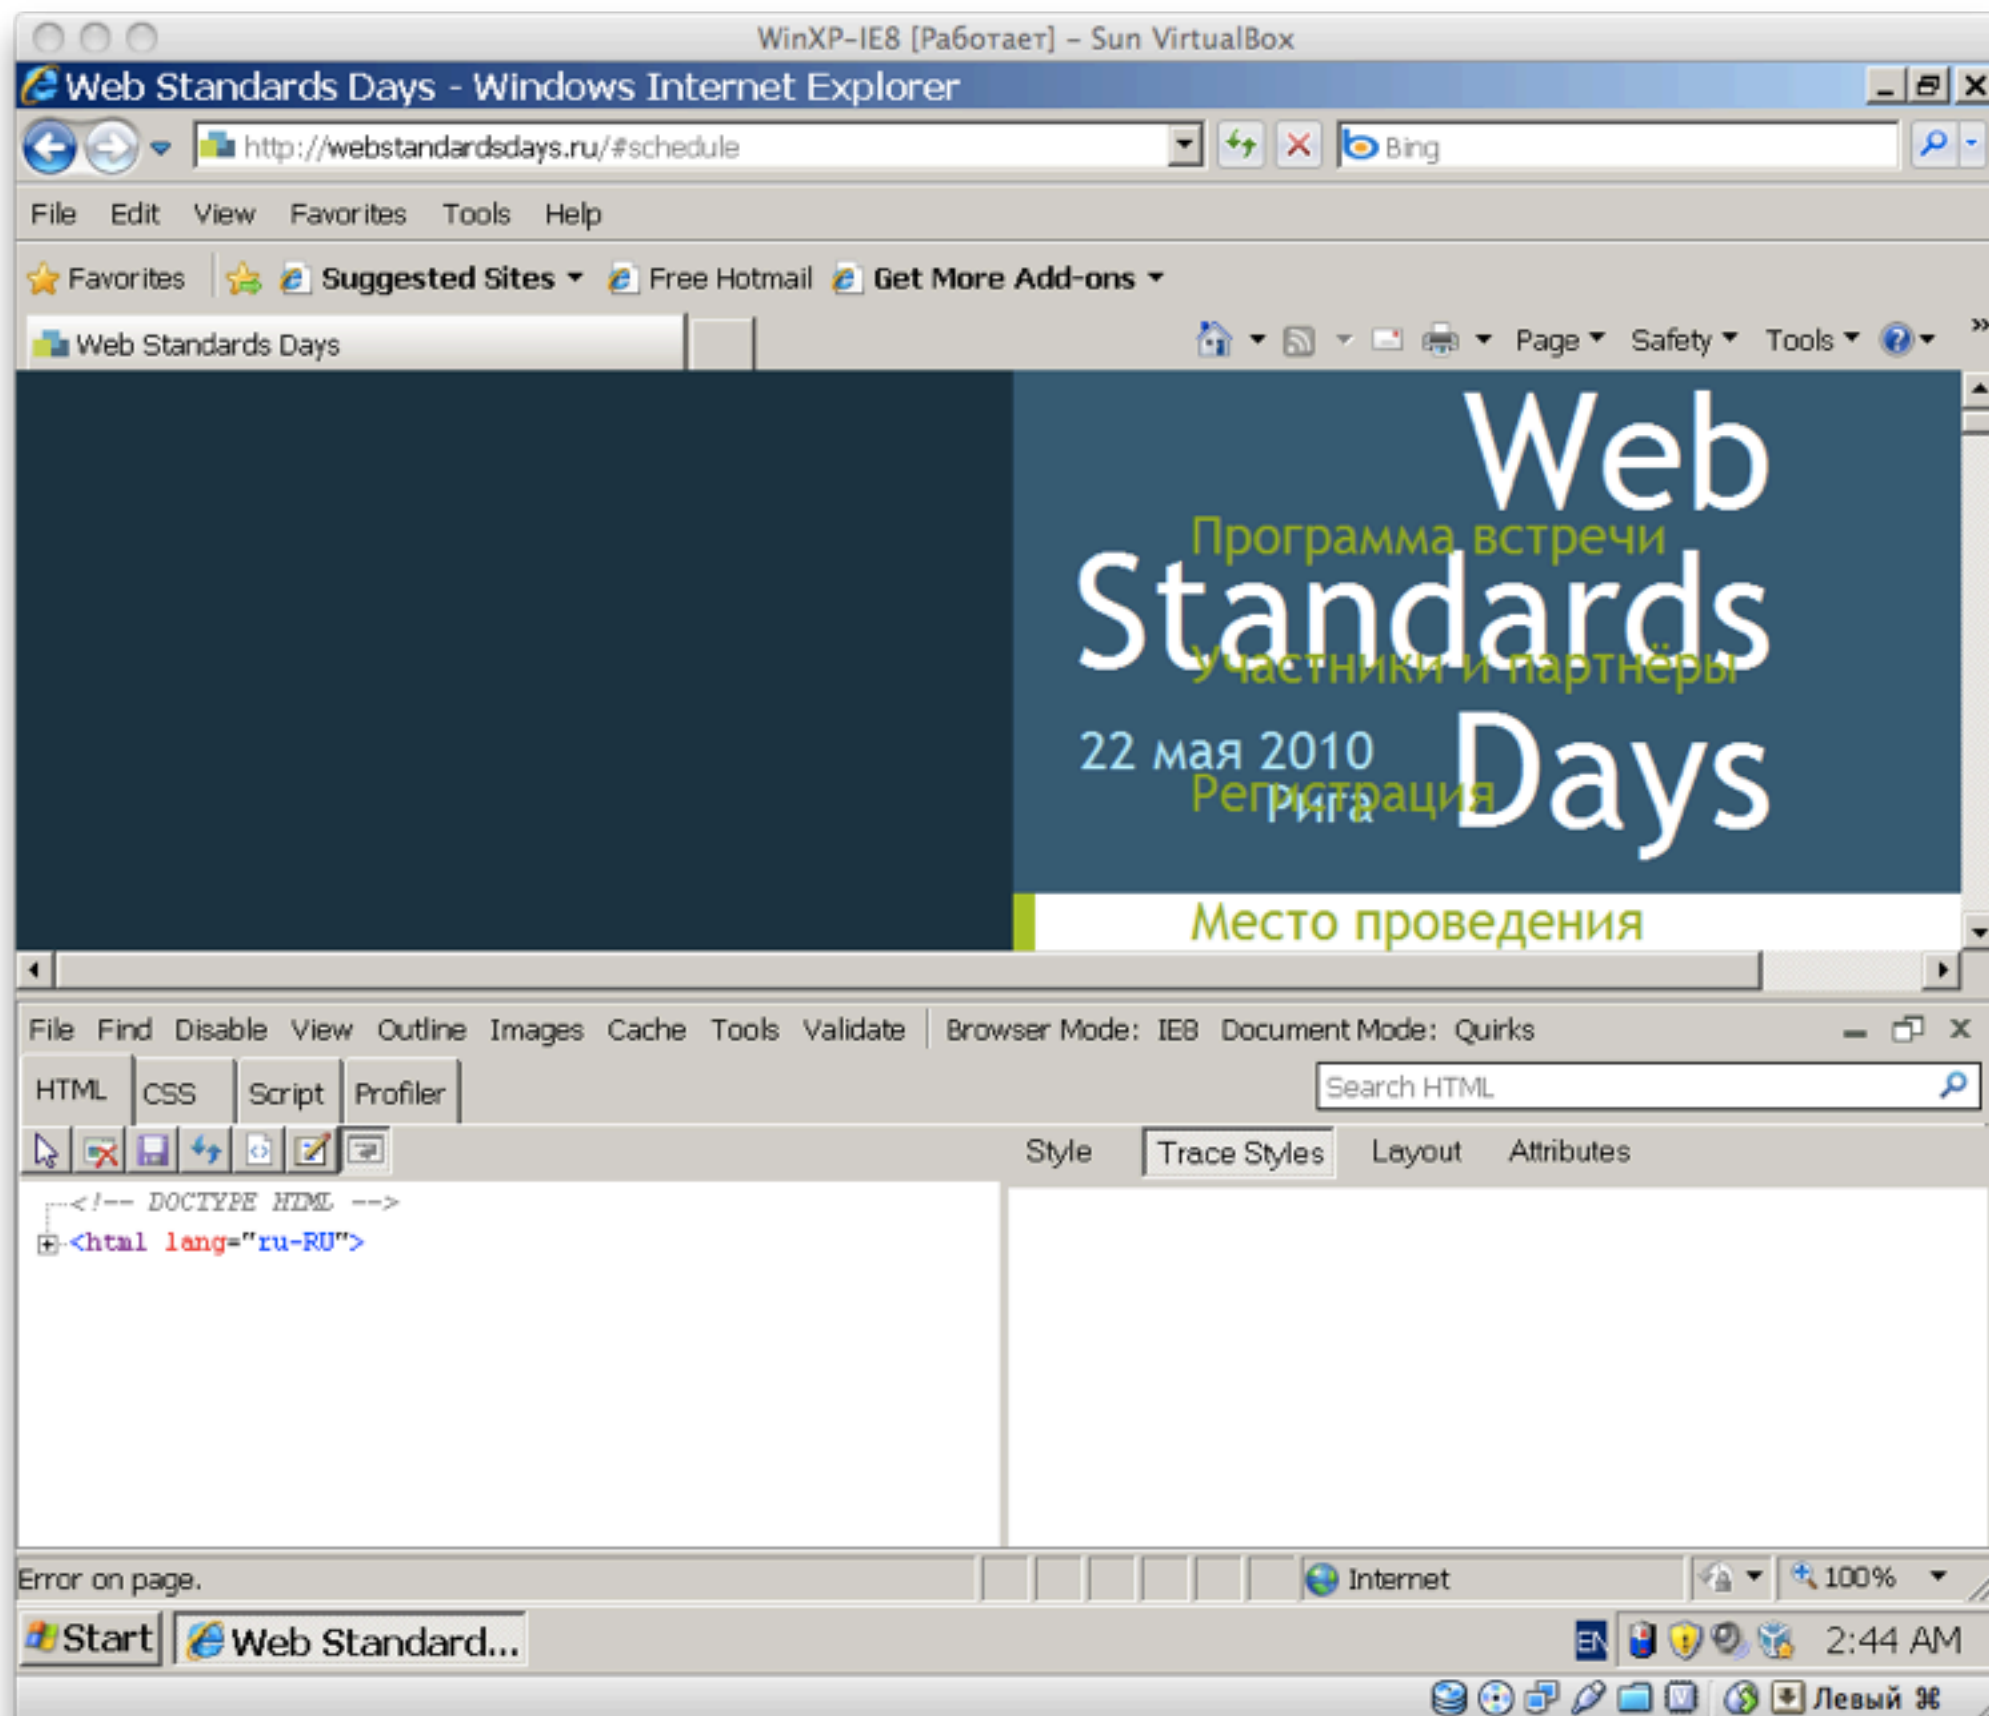 WinXP-IE8 [Работает] – Sun VirtualBox
Web Standards Days - Windows Internet Explorer
http://webstandardsdays.ru/#schedule
Bing
File Edit View Favorites Tools Help
Favorites Suggested Sites Free Hotmail Get More Add-ons
Web Standards Days
Page Safety Tools
Web
Программа встречи
Standards
Участники и партнёры
22 мая 2010
Days
Регистрация
Рига
Место проведения
File Find Disable View Outline Images Cache Tools Validate Browser Mode: IE8 Document Mode: Quirks
HTML CSS Script Profiler
Search HTML
Style Trace Styles Layout Attributes
<!-- DOCTYPE HTML -->
<html lang="ru-RU">
Error on page.
Internet
100%
Start Web Standard...
EN
2:44 AM
Левый ⌘